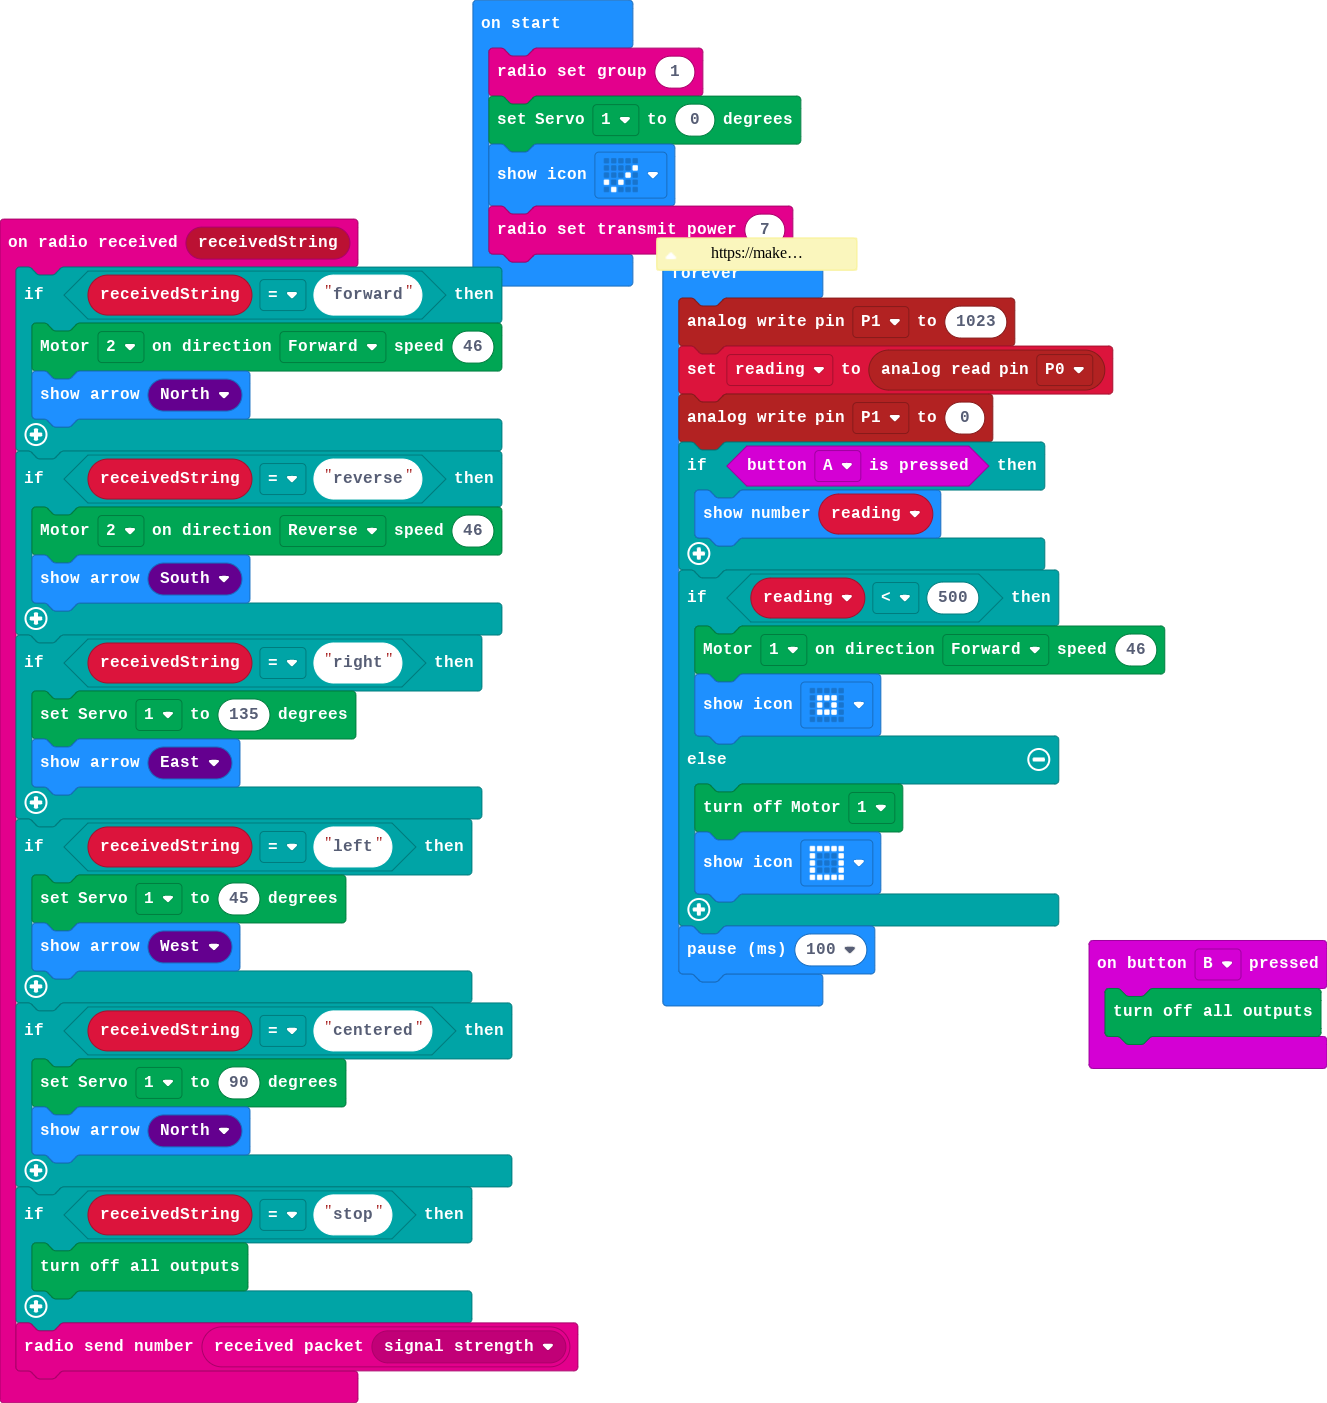 on start
radio set group 1
set Servo 1 to 0 degrees
show icon
radio set transmit power 7
on radio received receivedString
if receivedString = "forward" then
Motor 2 on direction Forward speed 46
show arrow North
if receivedString = "reverse" then
Motor 2 on direction Reverse speed 46
show arrow South
if receivedString = "right" then
set Servo 1 to 135 degrees
show arrow East
if receivedString = "left" then
set Servo 1 to 45 degrees
show arrow West
if receivedString = "centered" then
set Servo 1 to 90 degrees
show arrow North
if receivedString = "stop" then
turn off all outputs
radio send number received packet signal strength
https://make…
forever
analog write pin P1 to 1023
set reading to analog read pin P0
analog write pin P1 to 0
if button A is pressed then
show number reading
if reading < 500 then
Motor 1 on direction Forward speed 46
show icon
else
turn off Motor 1
show icon
pause (ms) 100
on button B pressed
turn off all outputs